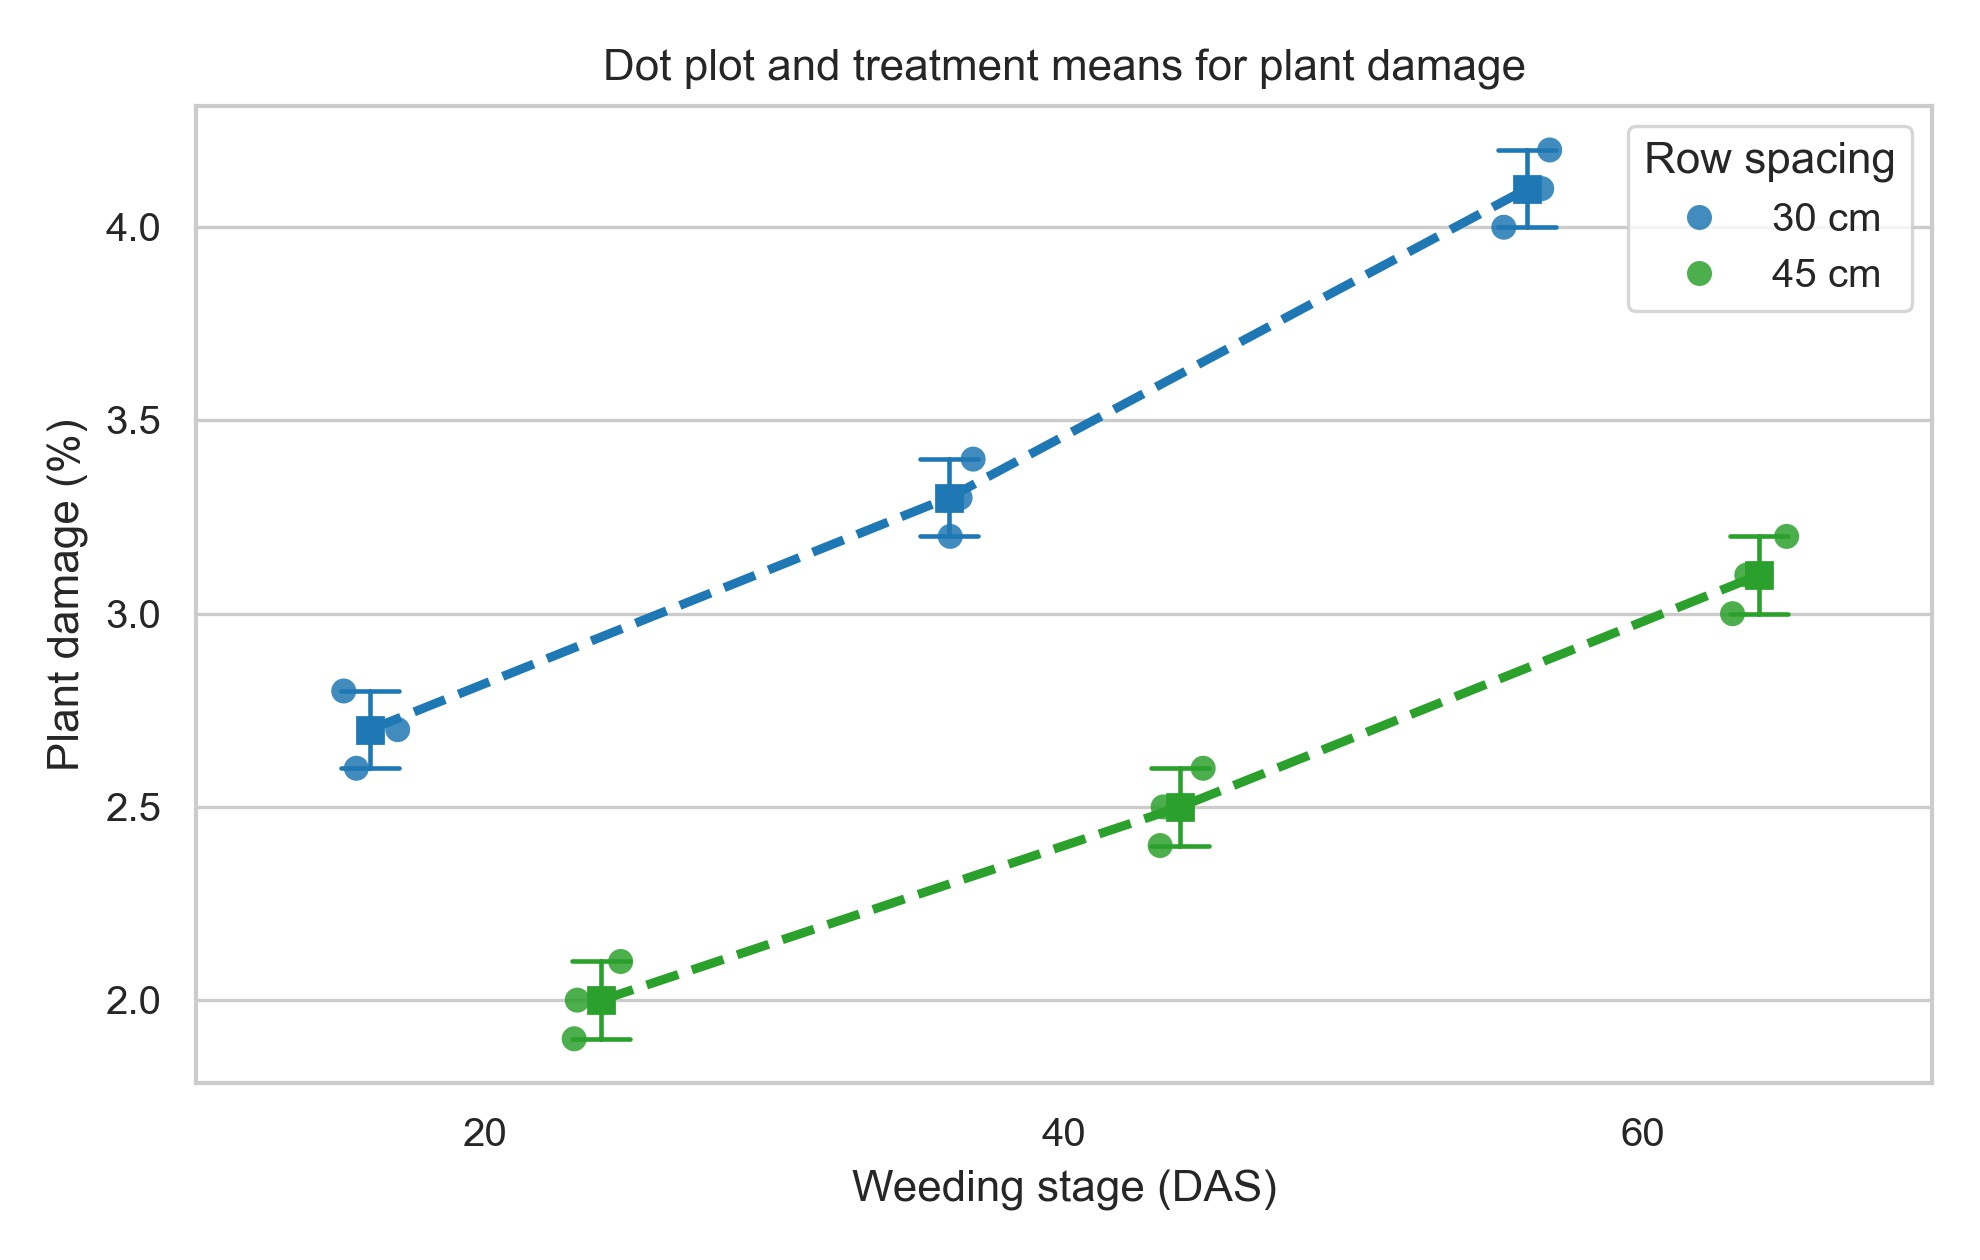 Dot plot and treatment means for plant damage
Row spacing
30 cm
45 cm
4.0
3.5
3.0
2.5
2.0
Plant damage (%)
20 40 60
Weeding stage (DAS)